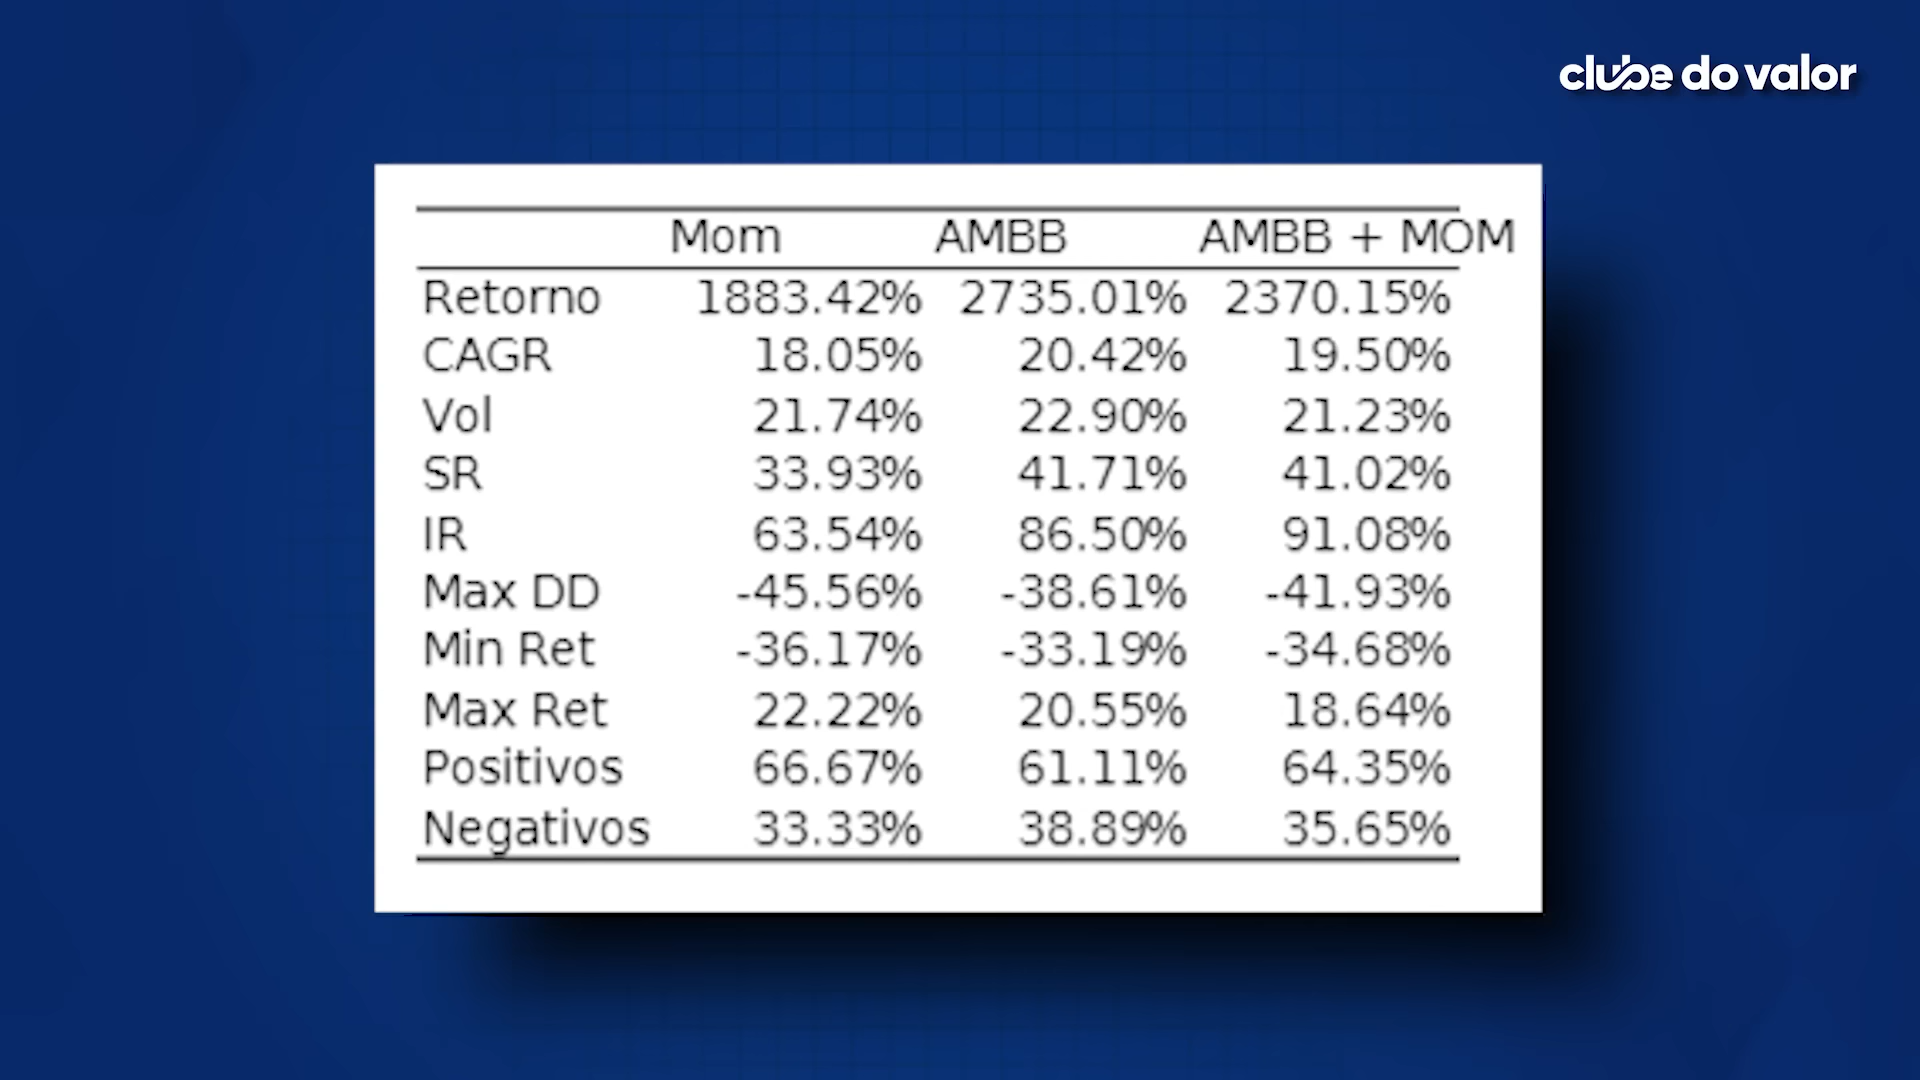 clube do valor
Mom AMBB AMBB + MOM
Retorno 1883.42% 2735.01% 2370.15%
CAGR 18.05% 20.42% 19.50%
Vol 21.74% 22.90% 21.23%
SR 33.93% 41.71% 41.02%
IR 63.54% 86.50% 91.08%
Max DD -45.56% -38.61% -41.93%
Min Ret -36.17% -33.19% -34.68%
Max Ret 22.22% 20.55% 18.64%
Positivos 66.67% 61.11% 64.35%
Negativos 33.33% 38.89% 35.65%